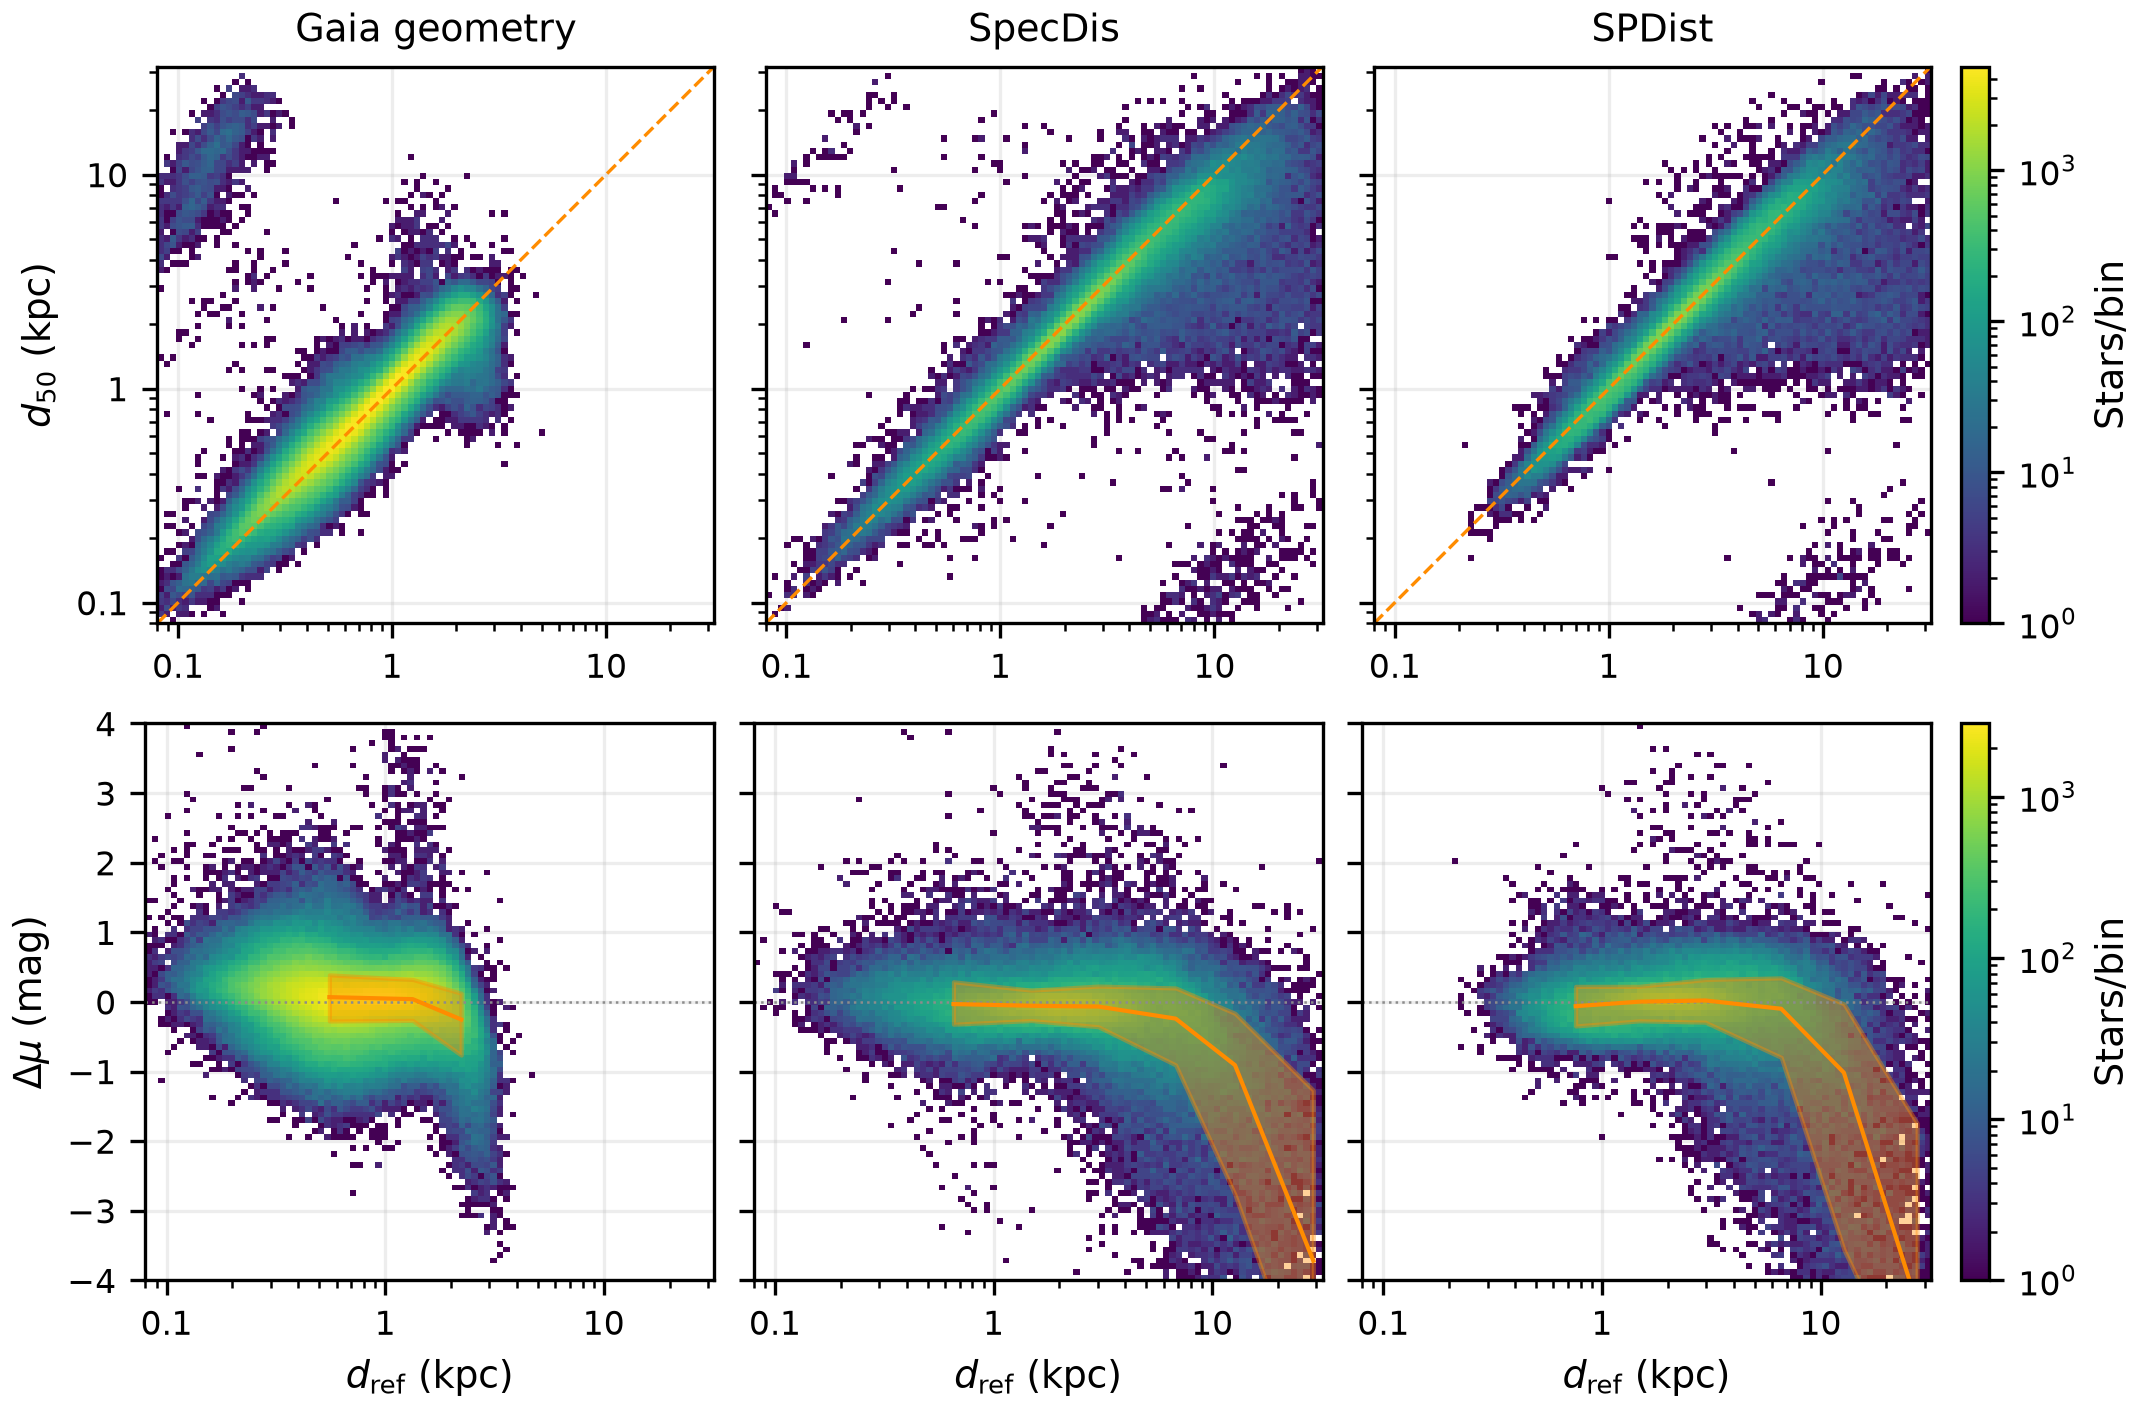 Gaia geometry SpecDis SPDist
d₅₀ (kpc)
10
1
0.1
0.1 1 10
0.1 1 10
0.1 1 10
10³
10²
10¹
10⁰
Stars/bin
Δμ (mag)
4
3
2
1
0
−1
−2
−3
−4
0.1 1 10
0.1 1 10
0.1 1 10
d_ref (kpc) d_ref (kpc) d_ref (kpc)
10³
10²
10¹
10⁰
Stars/bin